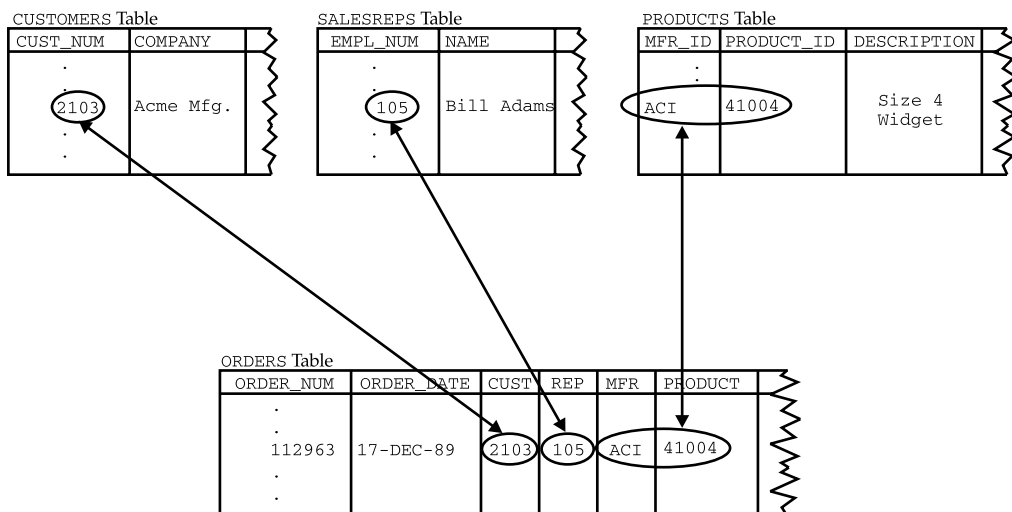 CUSTOMERS Table
CUST_NUM COMPANY
2103 Acme Mfg.
SALESREPS Table
EMPL_NUM NAME
105 Bill Adams
PRODUCTS Table
MFR_ID PRODUCT_ID DESCRIPTION
ACI 41004 Size 4
Widget
ORDERS Table
ORDER_NUM ORDER_DATE CUST REP MFR PRODUCT
112963 17-DEC-89 2103 105 ACI 41004